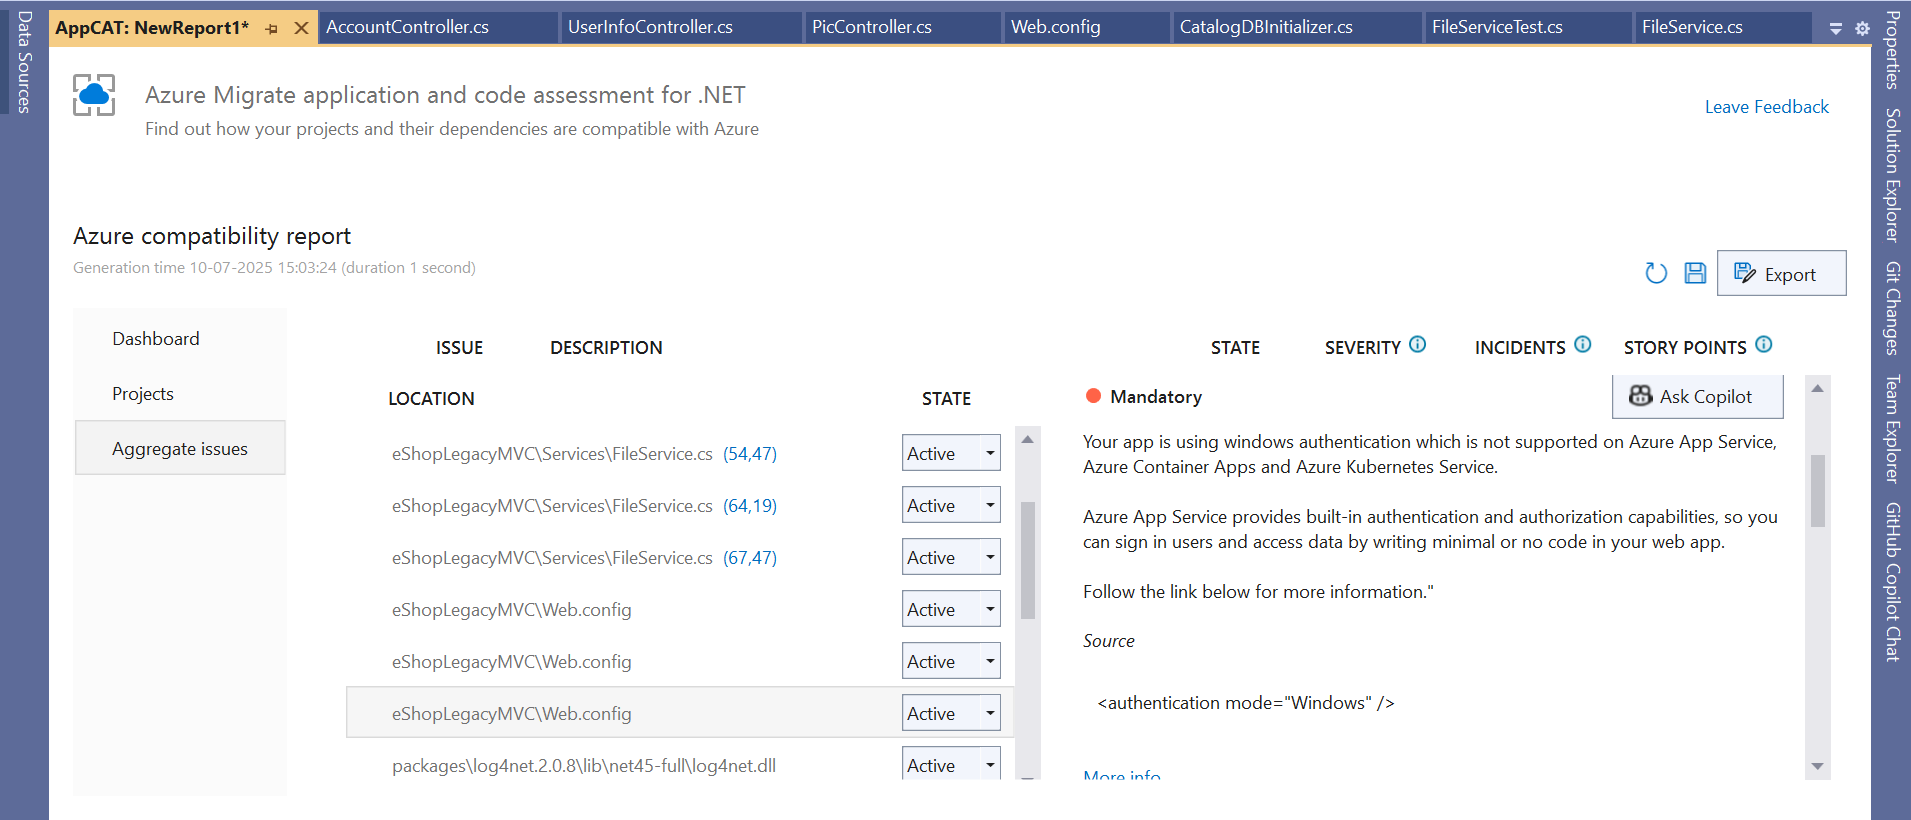 Data Sources
AppCAT: NewReport1*
AccountController.cs
UserInfoController.cs
PicController.cs
Web.config
CatalogDBInitializer.cs
FileServiceTest.cs
FileService.cs
Azure Migrate application and code assessment for .NET
Find out how your projects and their dependencies are compatible with Azure
Leave Feedback
Azure compatibility report
Generation time 10-07-2025 15:03:24 (duration 1 second)
Export
Dashboard
Projects
Aggregate issues
ISSUE DESCRIPTION STATE SEVERITY INCIDENTS STORY POINTS
LOCATION STATE
eShopLegacyMVC\Services\FileService.cs (54,47) Active
eShopLegacyMVC\Services\FileService.cs (64,19) Active
eShopLegacyMVC\Services\FileService.cs (67,47) Active
eShopLegacyMVC\Web.config Active
eShopLegacyMVC\Web.config Active
eShopLegacyMVC\Web.config Active
packages\log4net.2.0.8\lib\net45-full\log4net.dll Active
Mandatory
Ask Copilot
Your app is using windows authentication which is not supported on Azure App Service,
Azure Container Apps and Azure Kubernetes Service.
Azure App Service provides built-in authentication and authorization capabilities, so you
can sign in users and access data by writing minimal or no code in your web app.
Follow the link below for more information."
Source
<authentication mode="Windows" />
More info
Properties
Solution Explorer
Git Changes
Team Explorer
GitHub Copilot Chat